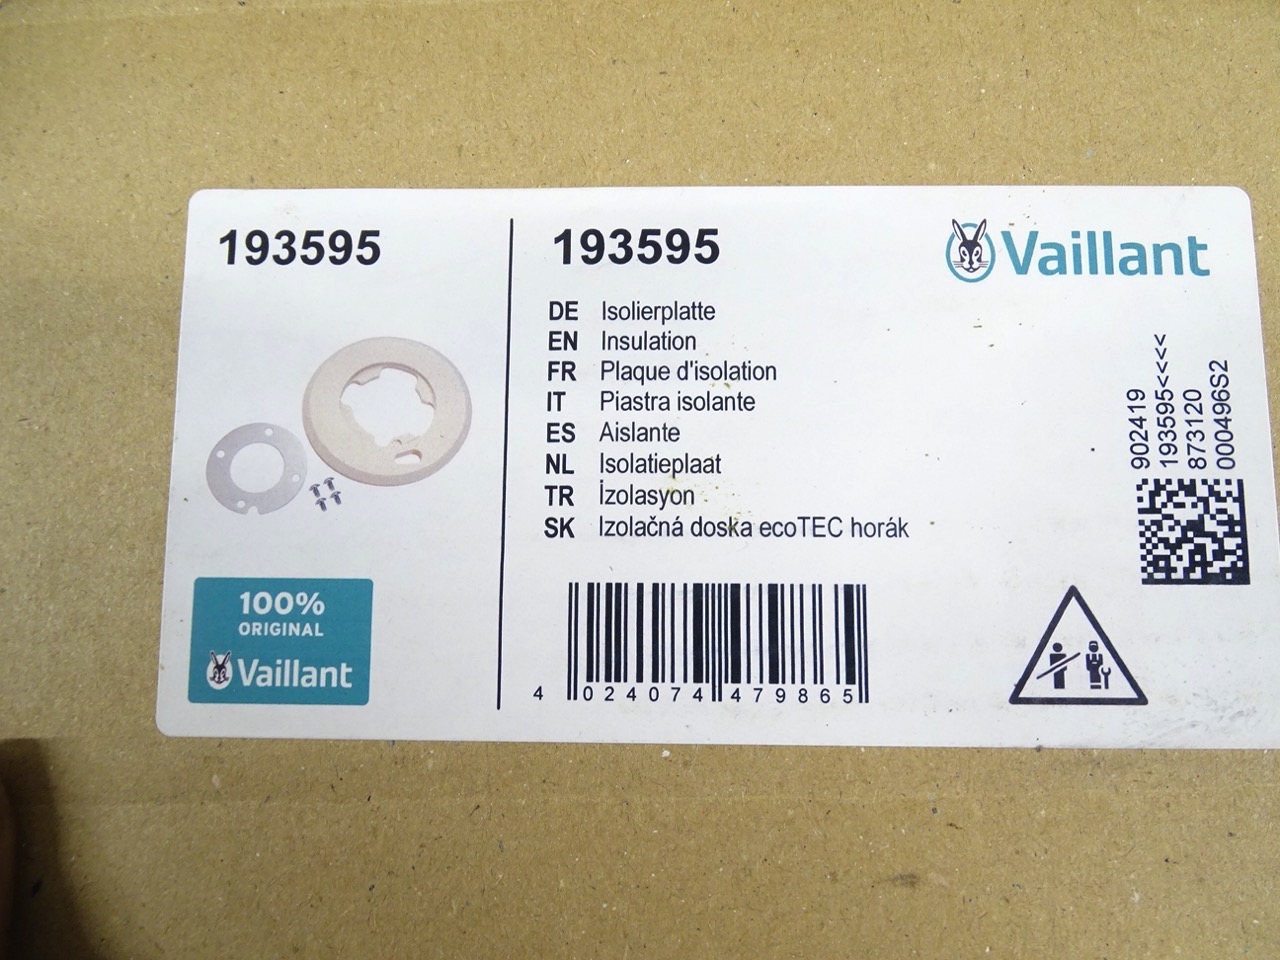 193595
100%
ORIGINAL
Vaillant
193595
Vaillant
DE Isolierplatte
EN Insulation
FR Plaque d'isolation
IT Piastra isolante
ES Aislante
NL Isolatieplaat
TR İzolasyon
SK Izolačná doska ecoTEC horák
4 024074 479865
902419
193595<<<<<
873120
000496S2